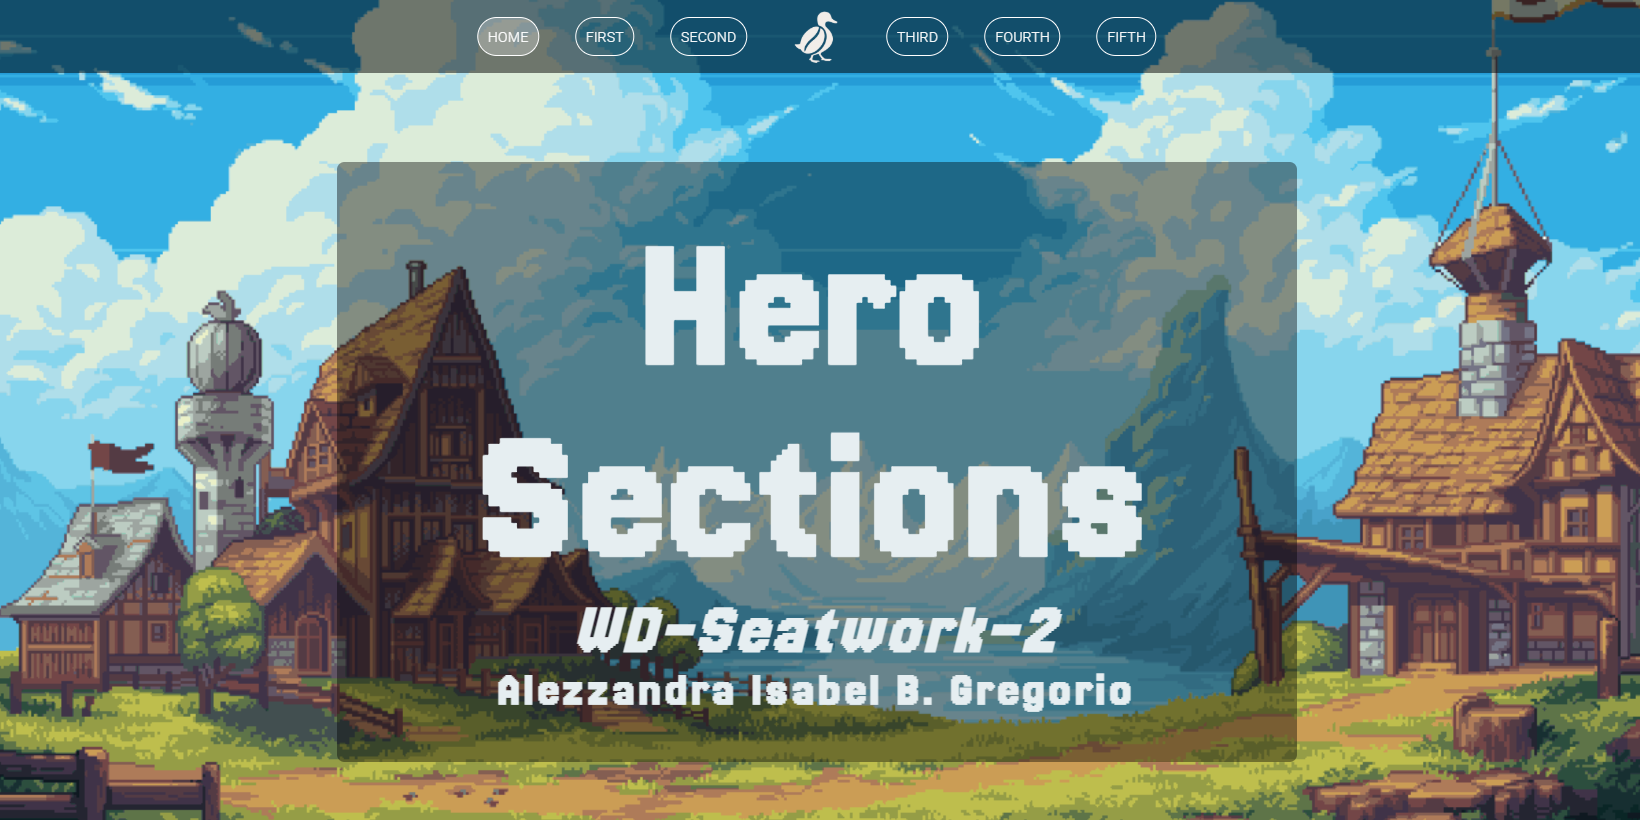 HOME FIRST SECOND THIRD FOURTH FIFTH
Hero
Sections
WD-Seatwork-2
Alezzandra Isabel B. Gregorio